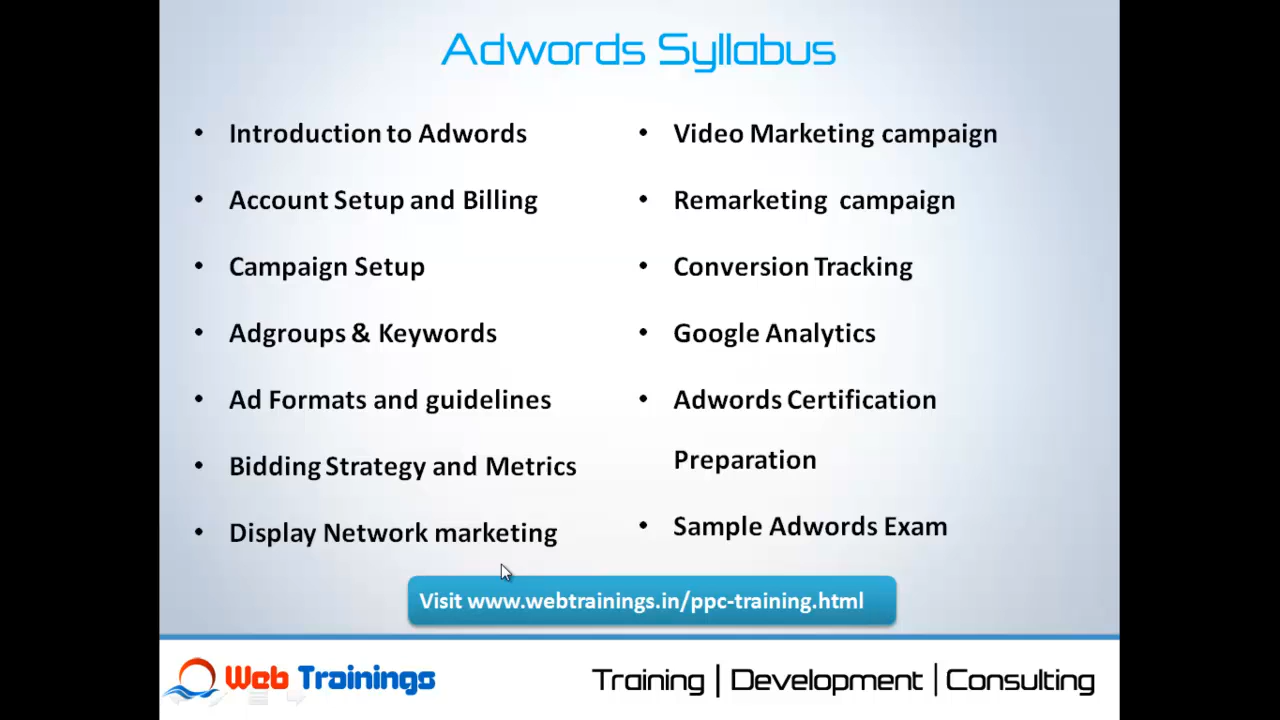 Adwords Syllabus
• Introduction to Adwords
• Account Setup and Billing
• Campaign Setup
• Adgroups & Keywords
• Ad Formats and guidelines
• Bidding Strategy and Metrics
• Display Network marketing
• Video Marketing campaign
• Remarketing campaign
• Conversion Tracking
• Google Analytics
• Adwords Certification
Preparation
• Sample Adwords Exam
Visit www.webtrainings.in/ppc-training.html
Web Trainings
Training | Development | Consulting